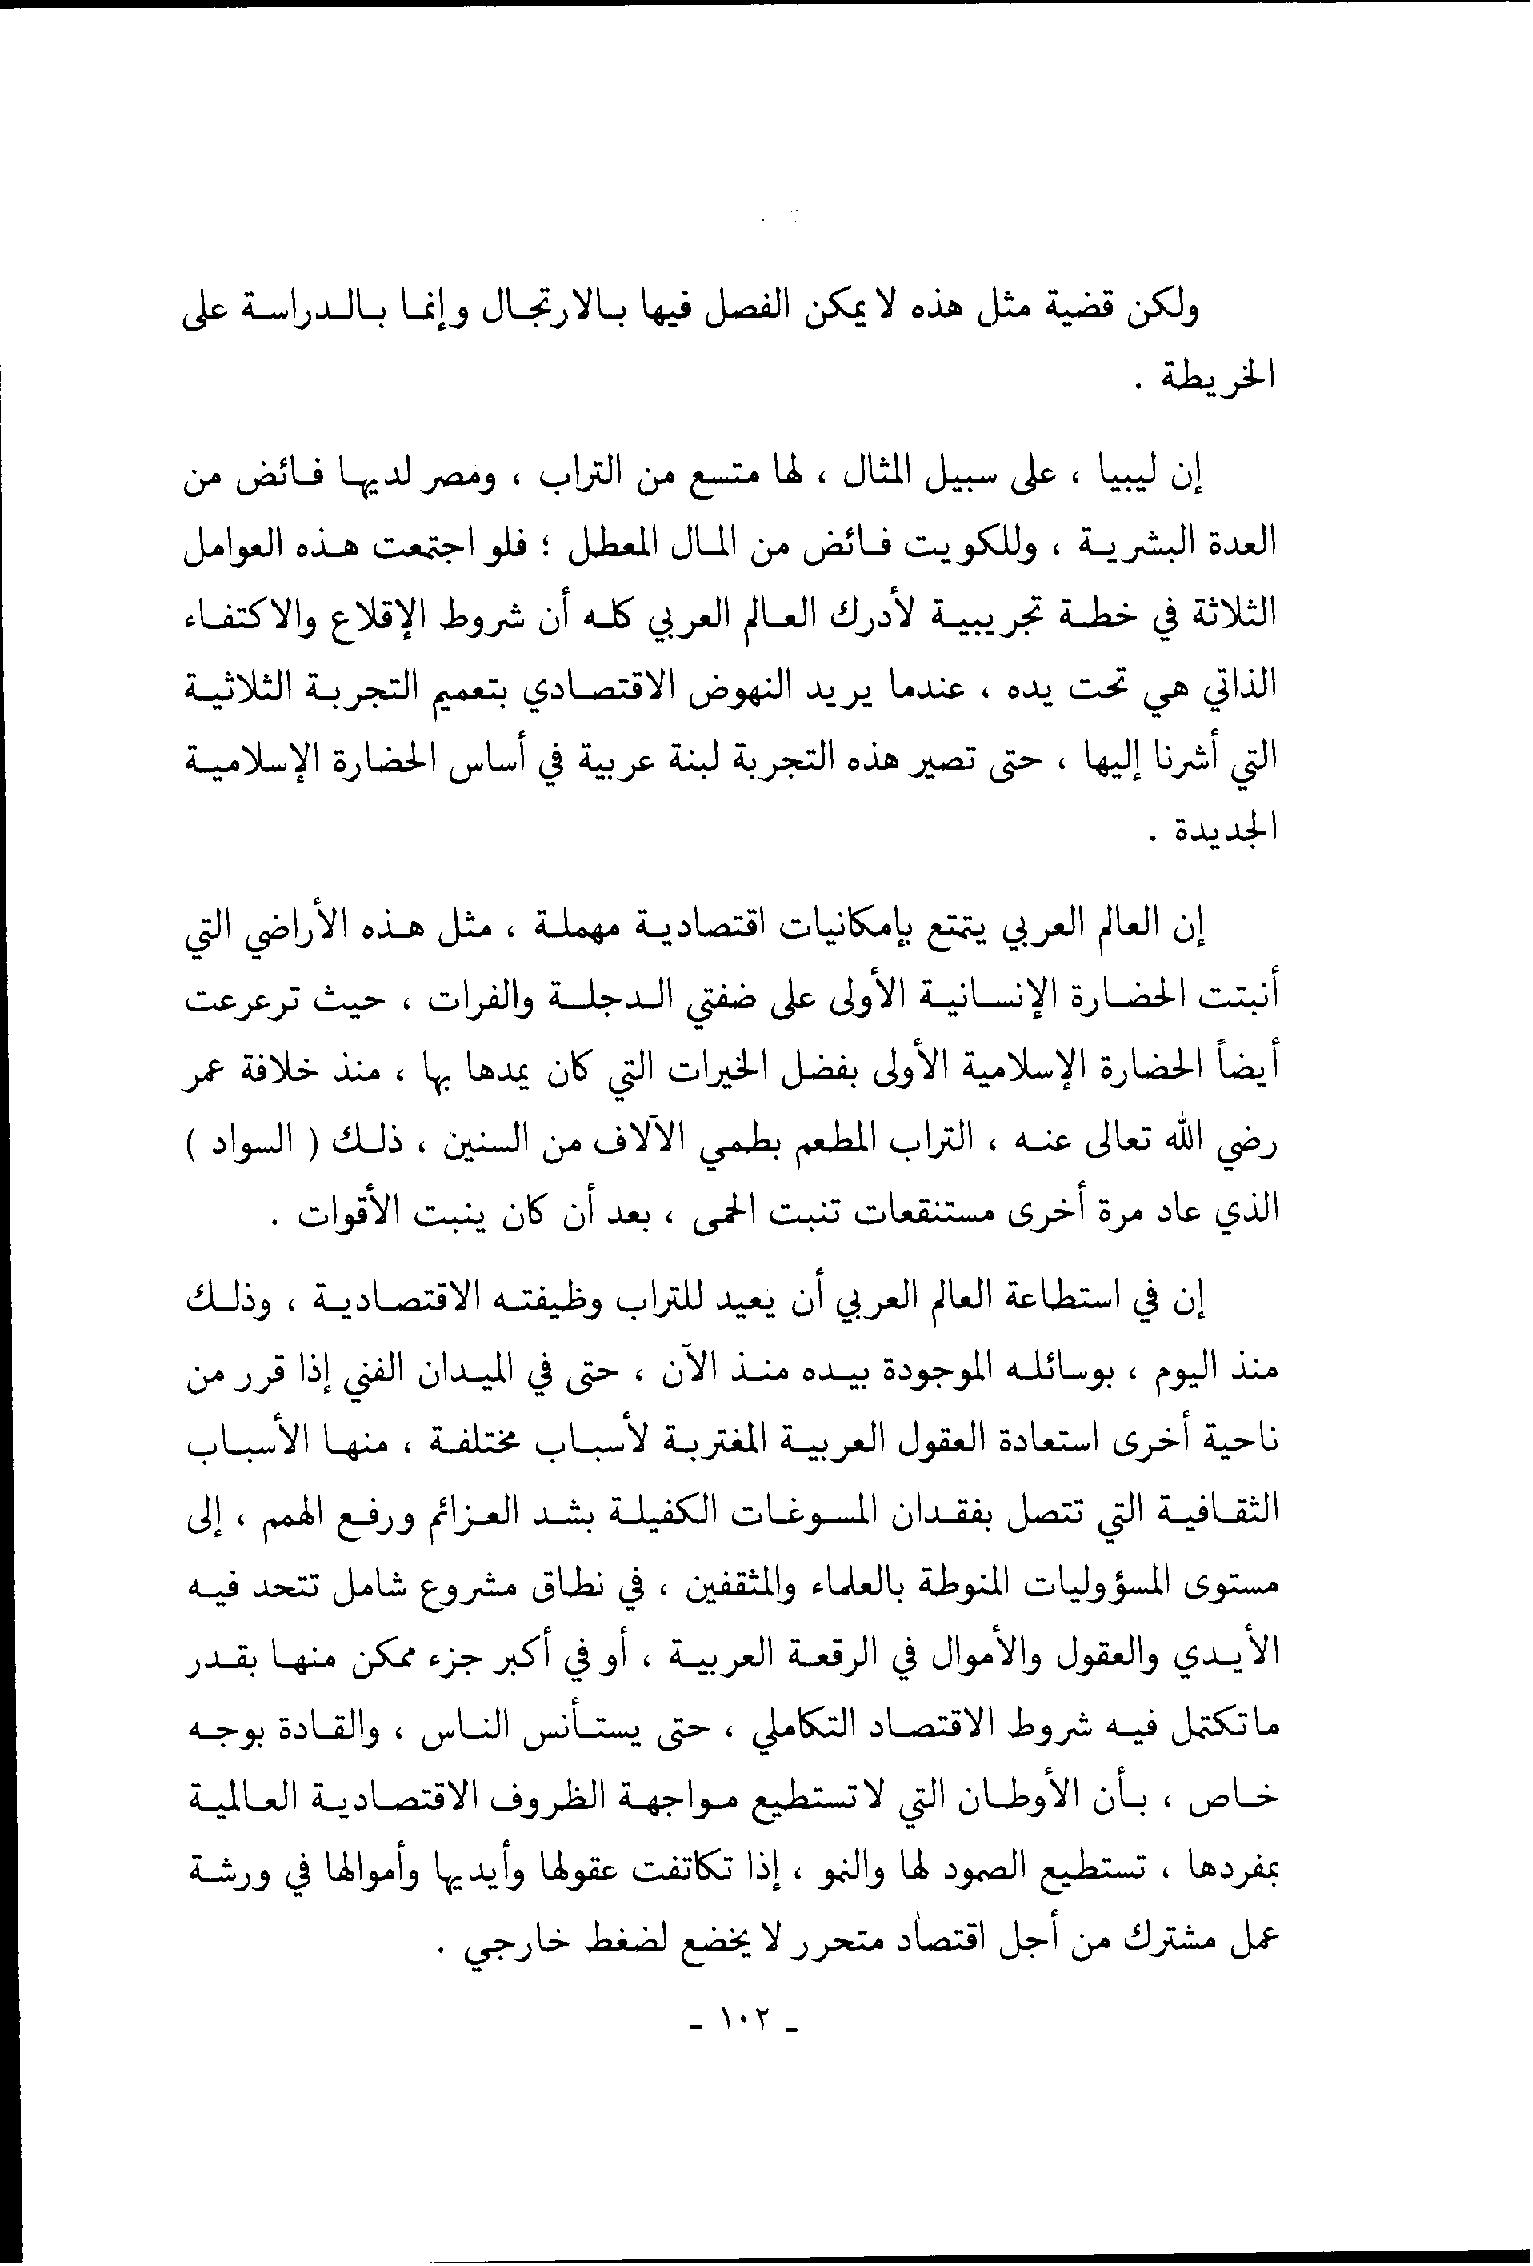 ولكن قضية مثل هذه لا يمكن الفصل فيها بالارتجال وإنما بالدراسة على
الخريطة .
إن ليبيا ، على سبيل المثال ، لها متسع من التراب ، ومصر لديها فائض من
العدة البشرية ، وللكويت فائض من المال المعطل ؛ فلو اجتمعت هذه العوامل
الثلاثة في خطة تجريبية لأدرك العالم العربي كله أن شروط الإقلاع والاكتفاء
الذاتي هي تحت يده ، عندما يريد النهوض الاقتصادي بتعميم التجربة الثلاثية
التي أشرنا إليها ، حتى تصير هذه التجربة لبنة عربية في أساس الحضارة الإسلامية
الجديدة .
إن العالم العربي يتمتع بإمكانيات اقتصادية مهملة ، مثل هذه الأراضي التي
أنبتت الحضارة الإنسانية الأولى على ضفتي الدجلة والفرات ، حيث ترعرعت
أيضاً الحضارة الإسلامية الأولى بفضل الخيرات التي كان يمدها بها ، منذ خلافة عمر
رضي الله تعالى عنه ، التراب المطعم بطمي الآلاف من السنين ، ذلك ( السواد )
الذي عاد مرة أخرى مستنقعات تنبت الحمى ، بعد أن كان ينبت الأقوات .
إن في استطاعة العالم العربي أن يعيد للتراب وظيفته الاقتصادية ، وذلك
منذ اليوم ، بوسائله الموجودة بيده منذ الآن ، حتى في الميدان الفني إذا قرر من
ناحية أخرى استعادة العقول العربية المغتربة لأسباب مختلفة ، منها الأسباب
الثقافية التي تتصل بفقدان المسوغات الكفيلة بشد العزائم ورفع الهمم ، إلى
مستوى المسؤوليات المنوطة بالعلماء والمثقفين ، في نطاق مشروع شامل تتحد فيه
الأيدي والعقول والأموال في الرقعة العربية ، أو في أكبر جزء ممكن منها بقدر
ما تكتمل فيه شروط الاقتصاد التكاملي ، حتى يستأنس الناس ، والقادة بوجه
خاص ، بأن الأوطان التي لا تستطيع مواجهة الظروف الاقتصادية العالمية
بمفردها ، تستطيع الصمود لها والنمو ، إذا تكاتفت عقولها وأيديها وأموالها في ورشة
عمل مشترك من أجل اقتصاد متحرر لا يخضع لضغط خارجي .
- ١٠٢ -